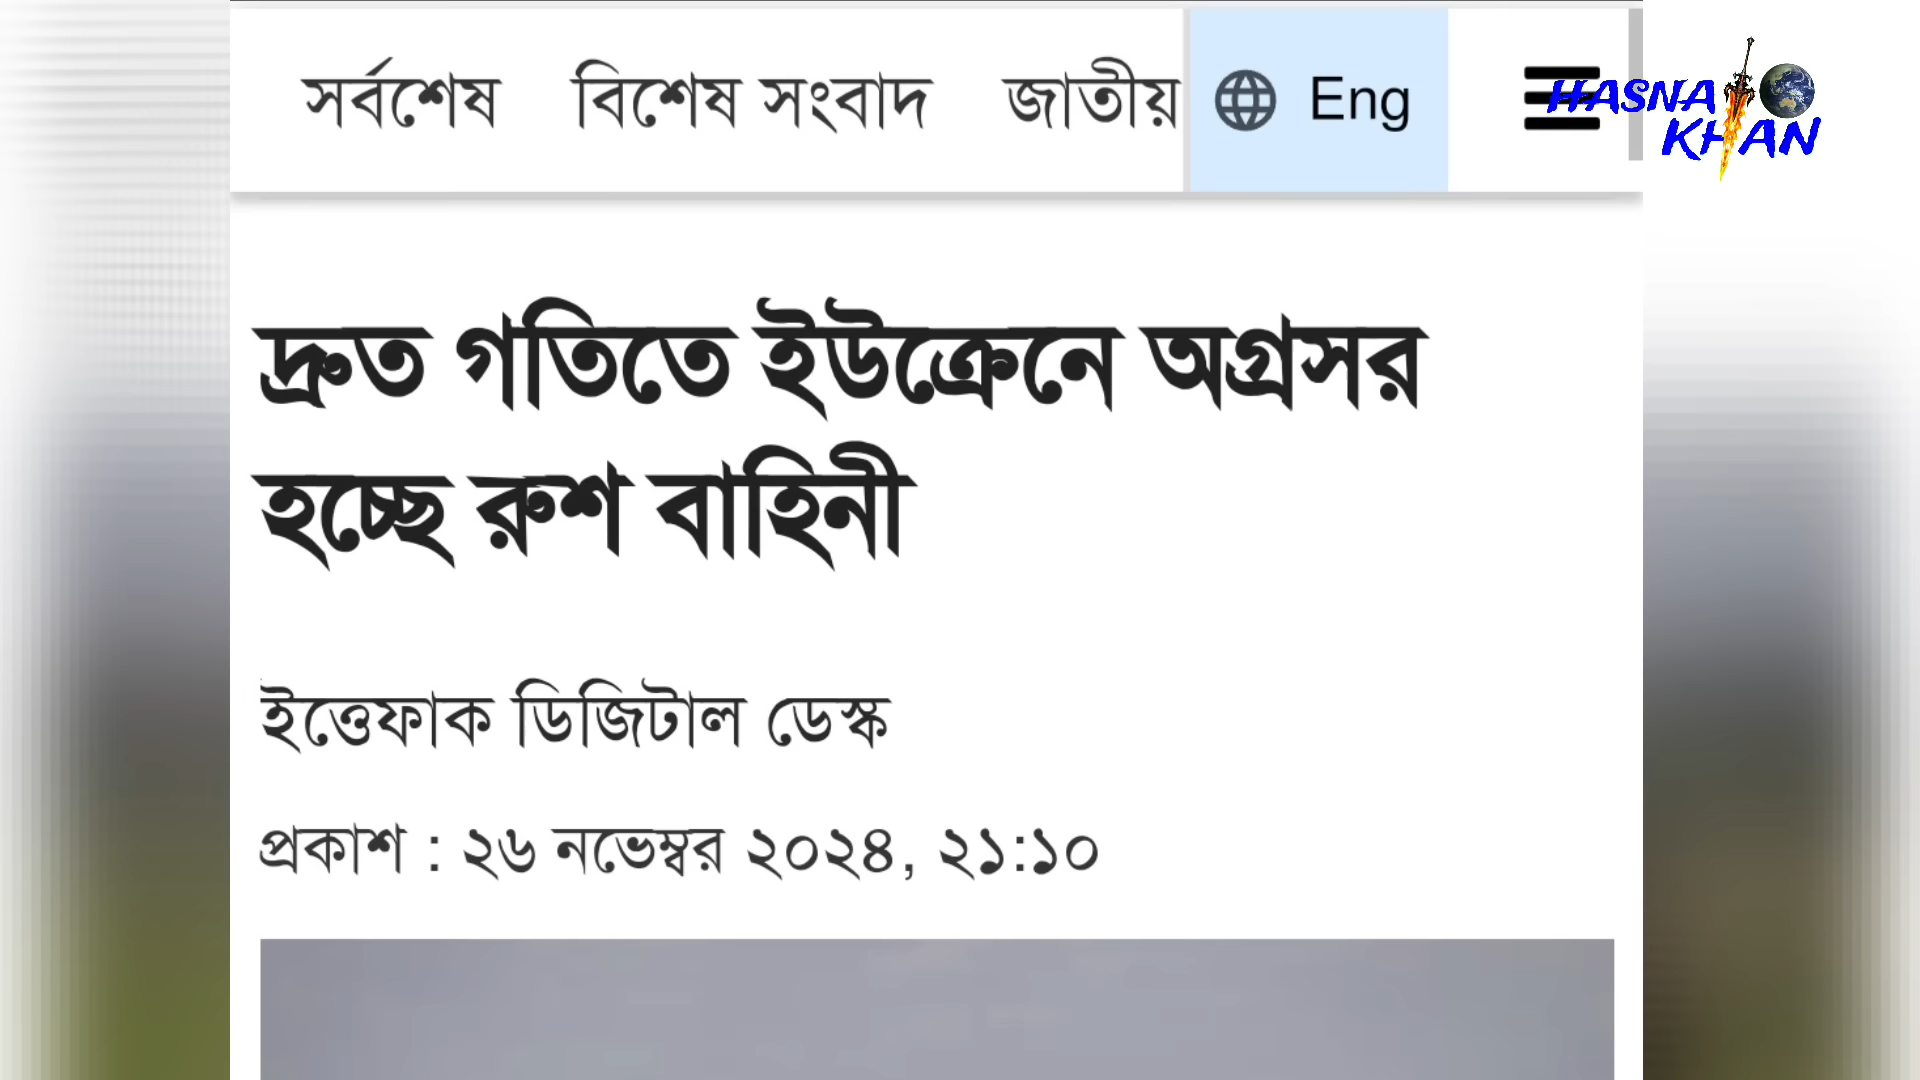 সর্বশেষ বিশেষ সংবাদ জাতীয় Eng
HASNA
KHAN
দ্রুত গতিতে ইউক্রেনে অগ্রসর
হচ্ছে রুশ বাহিনী
ইত্তেফাক ডিজিটাল ডেস্ক
প্রকাশ : ২৬ নভেম্বর ২০২৪, ২১:১০